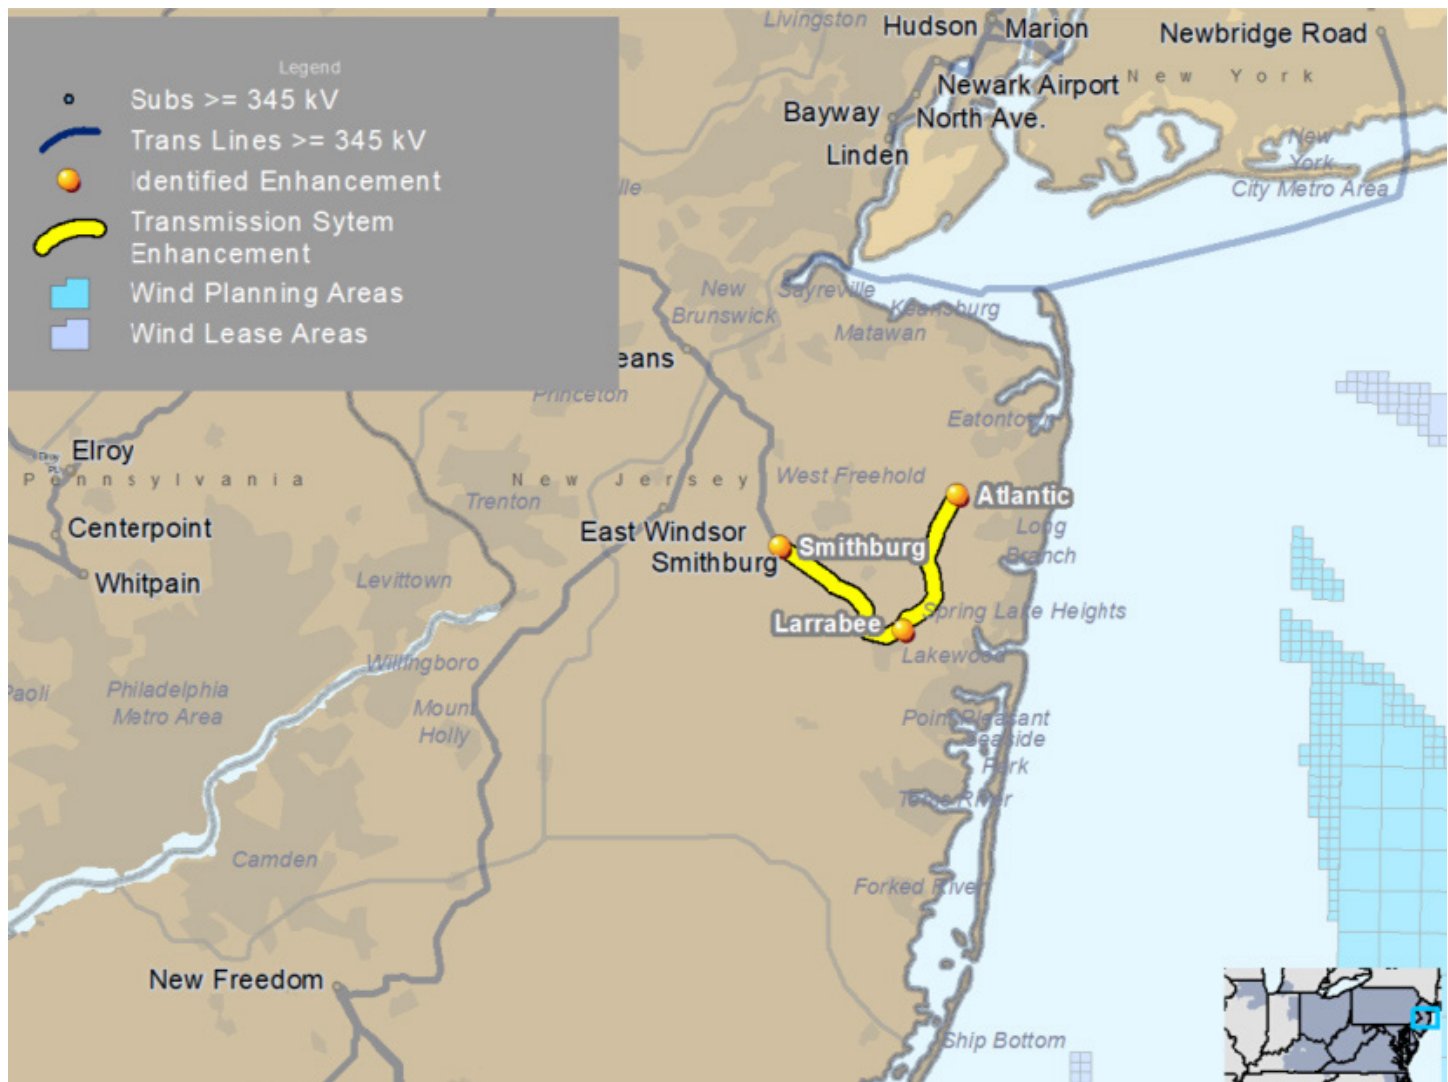 Legend
Subs >= 345 kV
Trans Lines >= 345 kV
Identified Enhancement
Transmission Sytem
Enhancement
Wind Planning Areas
Wind Lease Areas
Livingston
Hudson
Marion
Newbridge Road
New York
Newark Airport
Bayway
North Ave.
Linden
New
York
City Metro Area
lle
New
Brunswick
Sayreville
Keansburg
Matawan
eans
Princeton
Eatontown
Elroy
Pennsylvania
New Jersey
West Freehold
Trenton
Atlantic
Centerpoint
East Windsor
Smithburg
Smithburg
Long
Branch
Whitpain
Levittown
Larrabee
Spring Lake Heights
Lakewood
Willingboro
Paoli
Philadelphia
Metro Area
Mount
Holly
Point Pleasant
Seaside
Park
Toms River
Camden
Forked River
New Freedom
Ship Bottom